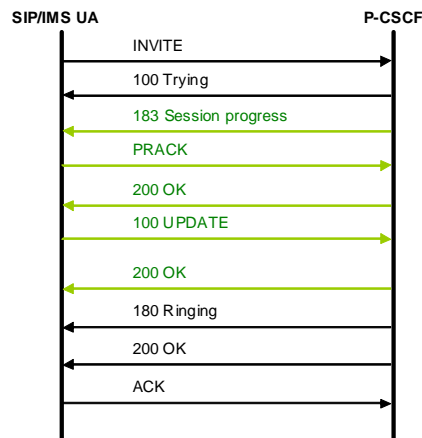 SIP/IMS UA P-CSCF
INVITE
100 Trying
183 Session progress
PRACK
200 OK
100 UPDATE
200 OK
180 Ringing
200 OK
ACK